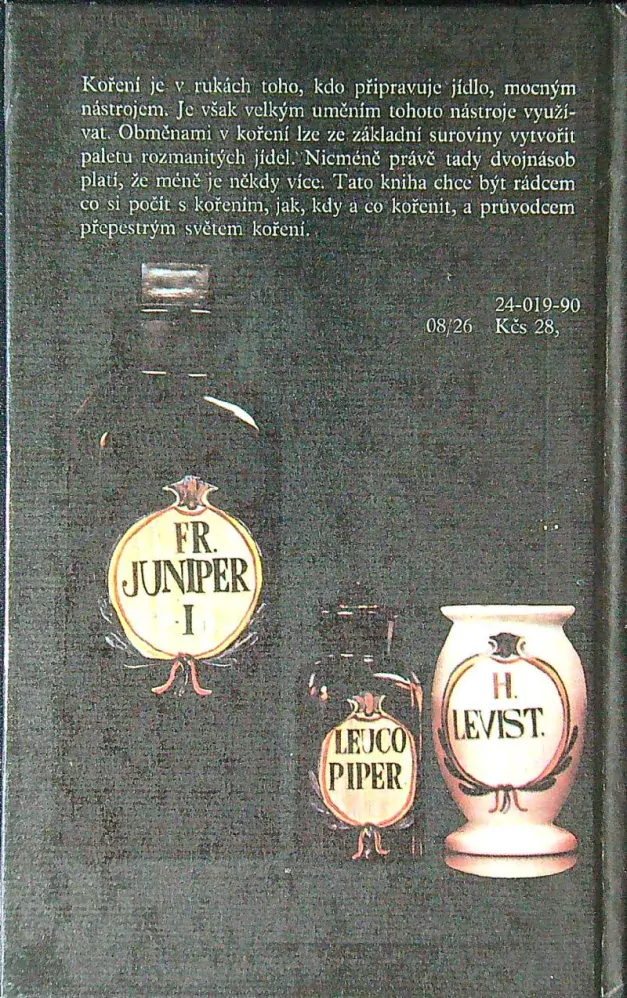 Koření je v rukách toho, kdo připravuje jídlo, mocným
nástrojem. Je však velkým uměním tohoto nástroje využí-
vat. Obměnami v koření lze ze základní suroviny vytvořit
paletu rozmanitých jídel. Nicméně právě tady dvojnásob
platí, že méně je někdy více. Tato kniha chce být rádcem
co si počít s kořením, jak, kdy a co kořenit, a průvodcem
přepestrým světem koření.
24-019-90
08/26 Kčs 28,
FR.
JUNIPER
I
LEUCO
PIPER
H.
LEVIST.